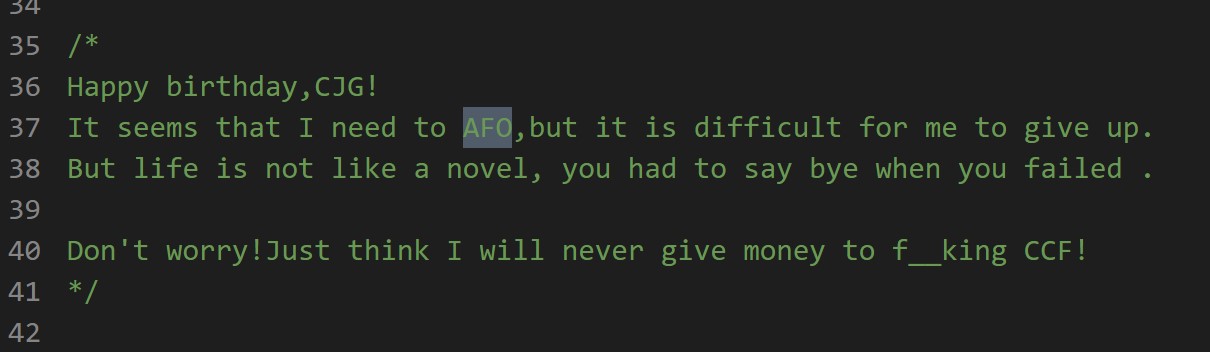 34
35 /*
36 Happy birthday,CJG!
37 It seems that I need to AFO,but it is difficult for me to give up.
38 But life is not like a novel, you had to say bye when you failed .
39
40 Don't worry!Just think I will never give money to f__king CCF!
41 */
42